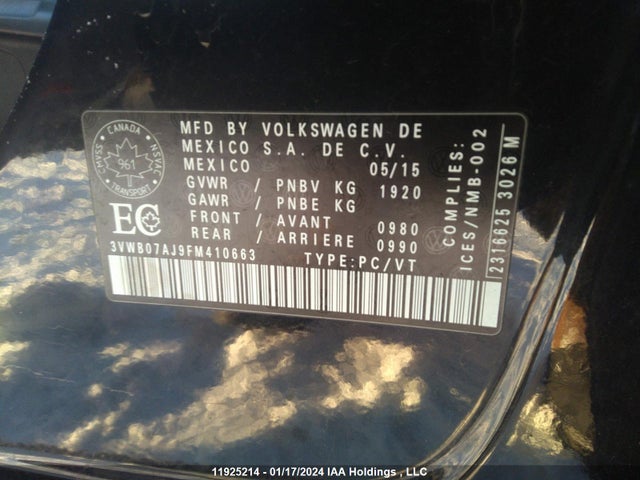 CANADA
CMVSS
961
NSVAC
TRANSPORT
EC
MFD BY VOLKSWAGEN DE
MEXICO S.A. DE C.V.
MEXICO 05/15
GVWR / PNBV KG 1920
GAWR / PNBE KG
FRONT / AVANT 0980
REAR / ARRIERE 0990
3VWB07AJ9FM410663 TYPE:PC/VT
COMPLIES:
ICES/NMB-002
2316625 3026 M
11925214 - 01/17/2024 IAA Holdings , LLC